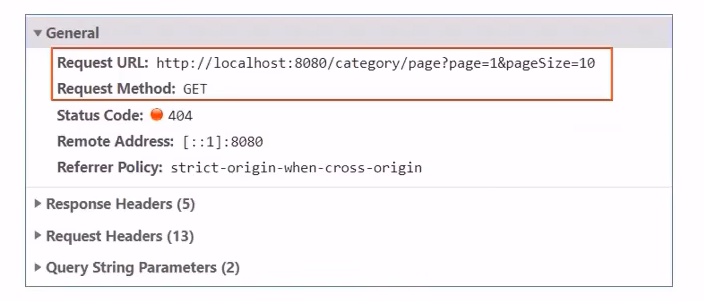 General
Request URL: http://localhost:8080/category/page?page=1&pageSize=10
Request Method: GET
Status Code: 404
Remote Address: [::1]:8080
Referrer Policy: strict-origin-when-cross-origin
Response Headers (5)
Request Headers (13)
Query String Parameters (2)